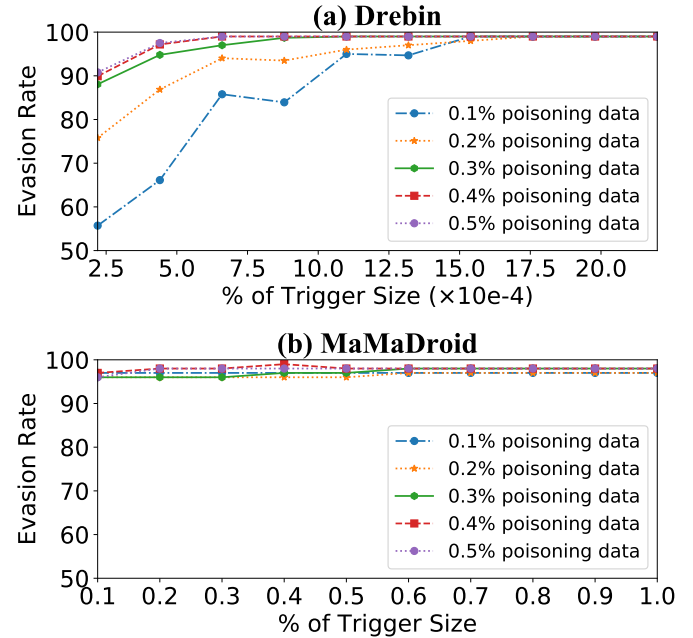 (a) Drebin
100
90
80
70
60
50
Evasion Rate
0.1% poisoning data
0.2% poisoning data
0.3% poisoning data
0.4% poisoning data
0.5% poisoning data
2.5 5.0 7.5 10.0 12.5 15.0 17.5 20.0
% of Trigger Size (×10e-4)
(b) MaMaDroid
100
90
80
70
60
50
Evasion Rate
0.1% poisoning data
0.2% poisoning data
0.3% poisoning data
0.4% poisoning data
0.5% poisoning data
0.1 0.2 0.3 0.4 0.5 0.6 0.7 0.8 0.9 1.0
% of Trigger Size